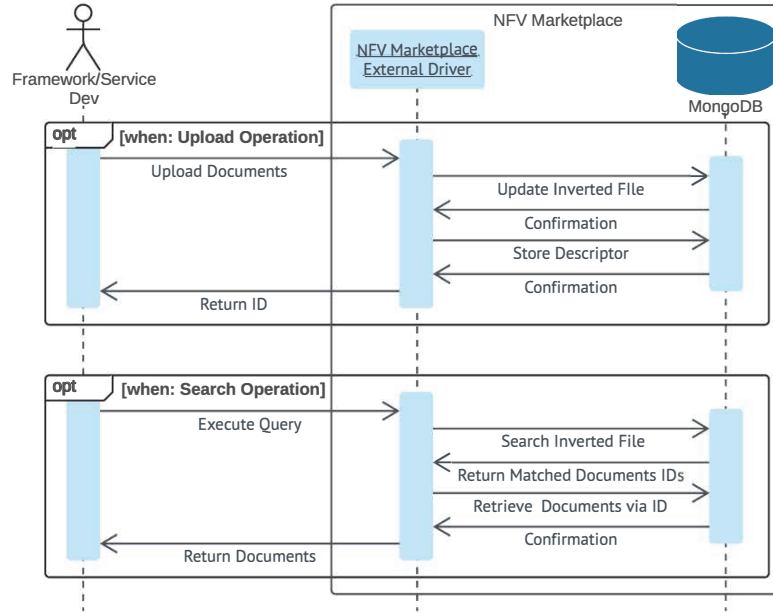 NFV Marketplace
Framework/Service
Dev
NFV Marketplace
External Driver
MongoDB
opt
[when: Upload Operation]
Upload Documents
Update Inverted FIle
Confirmation
Store Descriptor
Confirmation
Return ID
opt
[when: Search Operation]
Execute Query
Search Inverted File
Return Matched Documents IDs
Retrieve Documents via ID
Confirmation
Return Documents